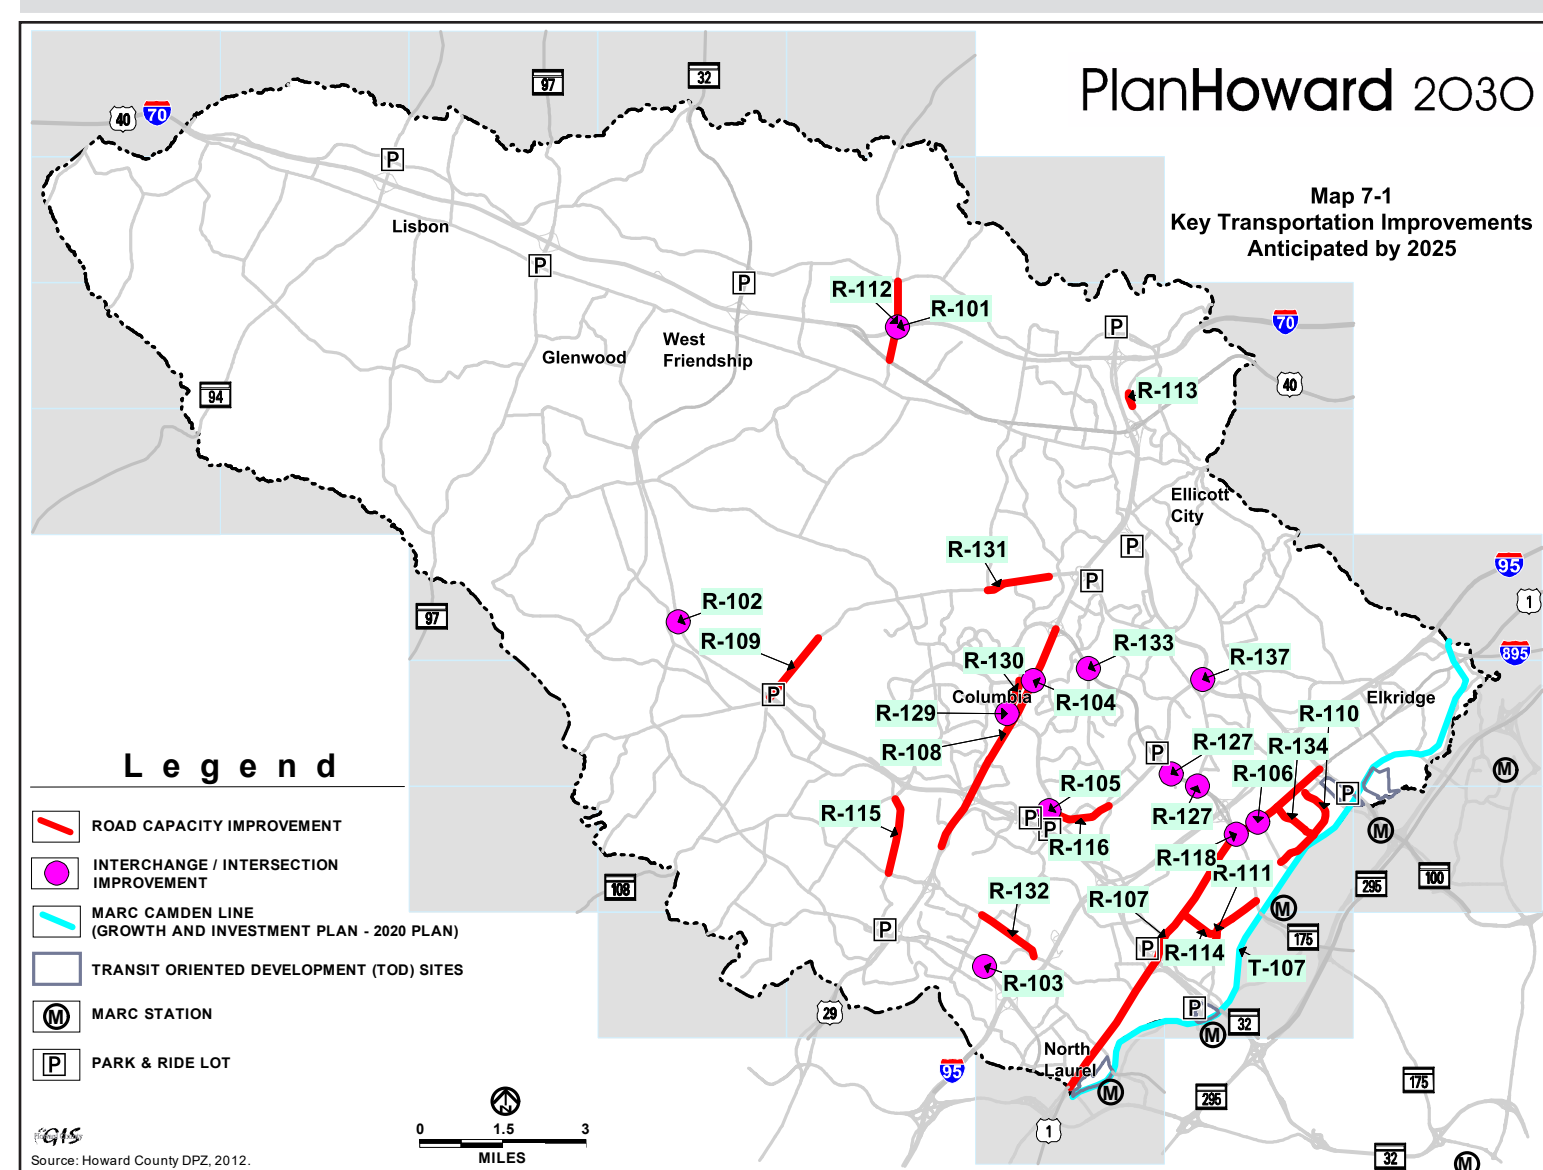 PlanHoward 2030
Map 7-1
Key Transportation Improvements
Anticipated by 2025
97
32
40
70
P
Lisbon
P
P
R-112
R-101
P
70
West
Friendship
Glenwood
40
94
R-113
Ellicott
City
R-131
P
P
95
1
97
R-102
R-109
R-133
R-137
895
R-130
Columbia
R-104
P
R-129
R-110
Elkridge
R-108
P
R-127
R-134
R-106
M
R-105
R-127
P
R-115
P
P
R-116
M
R-118
R-111
108
295
100
R-132
R-107
M
P
175
P
R-114
R-103
T-107
29
P
32
M
North
Laurel
95
M
175
295
1
32
M
Legend
ROAD CAPACITY IMPROVEMENT
INTERCHANGE / INTERSECTION
IMPROVEMENT
MARC CAMDEN LINE
(GROWTH AND INVESTMENT PLAN - 2020 PLAN)
TRANSIT ORIENTED DEVELOPMENT (TOD) SITES
M MARC STATION
P PARK & RIDE LOT
N
0 1.5 3
MILES
Howard County
GIS
Source: Howard County DPZ, 2012.